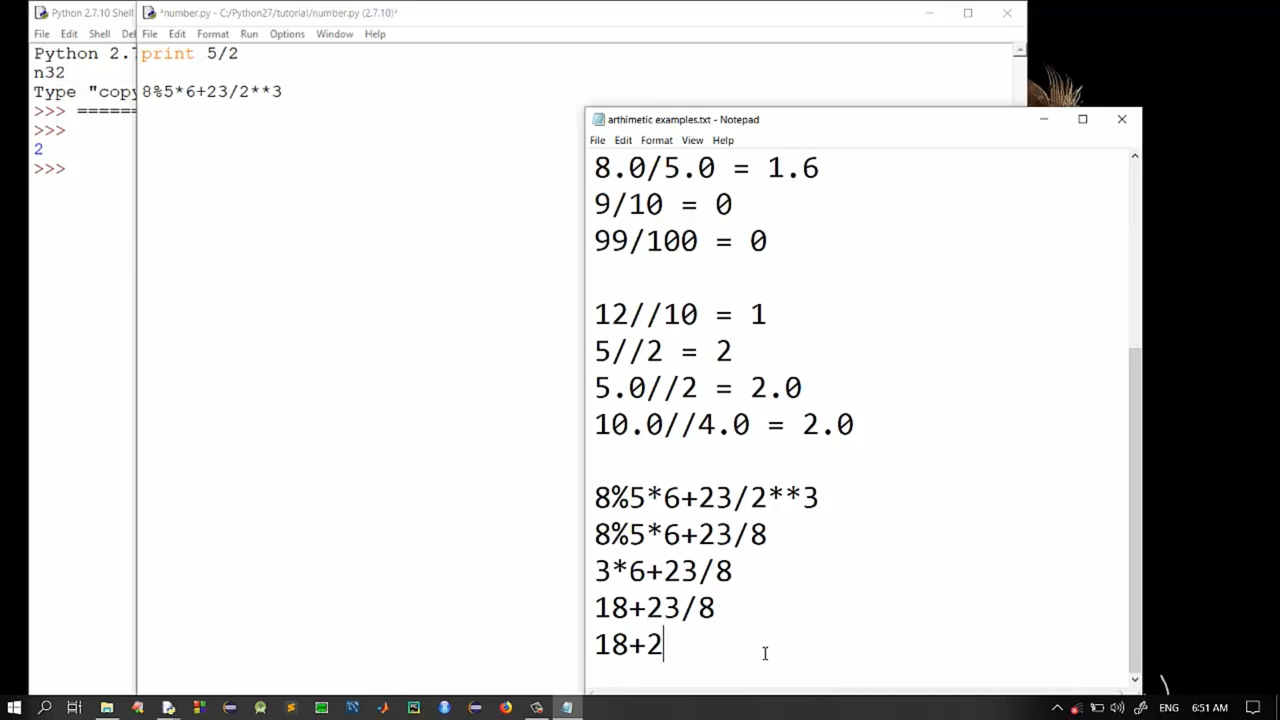 Python 2.7.10 Shell
File Edit Shell
Python 2.7
n32
Type "copy
>>> ======
>>>
2
>>>
*number.py - C:/Python27/tutorial/number.py (2.7.10)*
File Edit Format Run Options Window Help
print 5/2
8%5*6+23/2**3
arthimetic examples.txt - Notepad
File Edit Format View Help
8.0/5.0 = 1.6
9/10 = 0
99/100 = 0
12//10 = 1
5//2 = 2
5.0//2 = 2.0
10.0//4.0 = 2.0
8%5*6+23/2**3
8%5*6+23/8
3*6+23/8
18+23/8
18+2
ENG 6:51 AM